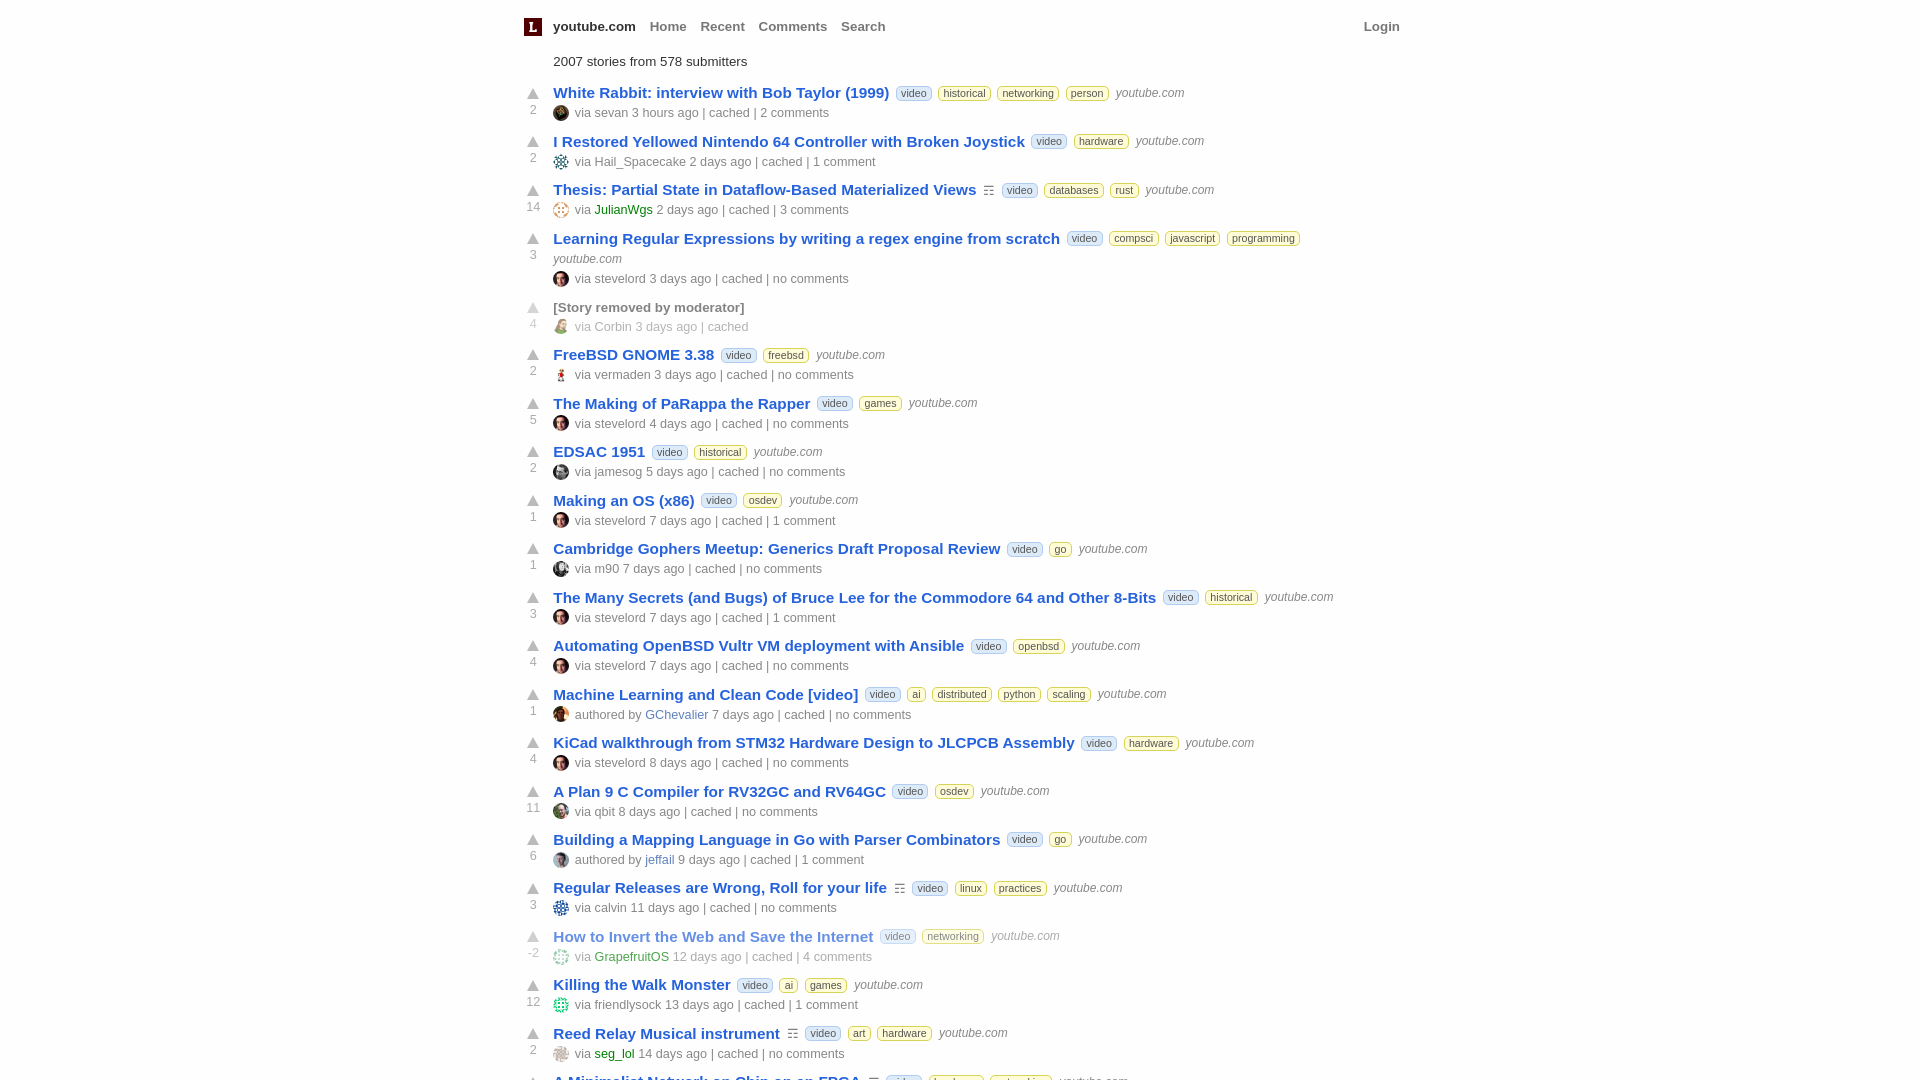 L youtube.com Home Recent Comments Search Login
2007 stories from 578 submitters
White Rabbit: interview with Bob Taylor (1999) video historical networking person youtube.com
2 via sevan 3 hours ago | cached | 2 comments
I Restored Yellowed Nintendo 64 Controller with Broken Joystick video hardware youtube.com
2 via Hail_Spacecake 2 days ago | cached | 1 comment
Thesis: Partial State in Dataflow-Based Materialized Views ☶ video databases rust youtube.com
14 via JulianWgs 2 days ago | cached | 3 comments
Learning Regular Expressions by writing a regex engine from scratch video compsci javascript programming
3 youtube.com
via stevelord 3 days ago | cached | no comments
[Story removed by moderator]
4 via Corbin 3 days ago | cached
FreeBSD GNOME 3.38 video freebsd youtube.com
2 via vermaden 3 days ago | cached | no comments
The Making of PaRappa the Rapper video games youtube.com
5 via stevelord 4 days ago | cached | no comments
EDSAC 1951 video historical youtube.com
2 via jamesog 5 days ago | cached | no comments
Making an OS (x86) video osdev youtube.com
1 via stevelord 7 days ago | cached | 1 comment
Cambridge Gophers Meetup: Generics Draft Proposal Review video go youtube.com
1 via m90 7 days ago | cached | no comments
The Many Secrets (and Bugs) of Bruce Lee for the Commodore 64 and Other 8-Bits video historical youtube.com
3 via stevelord 7 days ago | cached | 1 comment
Automating OpenBSD Vultr VM deployment with Ansible video openbsd youtube.com
4 via stevelord 7 days ago | cached | no comments
Machine Learning and Clean Code [video] video ai distributed python scaling youtube.com
1 authored by GChevalier 7 days ago | cached | no comments
KiCad walkthrough from STM32 Hardware Design to JLCPCB Assembly video hardware youtube.com
4 via stevelord 8 days ago | cached | no comments
A Plan 9 C Compiler for RV32GC and RV64GC video osdev youtube.com
11 via qbit 8 days ago | cached | no comments
Building a Mapping Language in Go with Parser Combinators video go youtube.com
6 authored by jeffail 9 days ago | cached | 1 comment
Regular Releases are Wrong, Roll for your life ☶ video linux practices youtube.com
3 via calvin 11 days ago | cached | no comments
How to Invert the Web and Save the Internet video networking youtube.com
-2 via GrapefruitOS 12 days ago | cached | 4 comments
Killing the Walk Monster video ai games youtube.com
12 via friendlysock 13 days ago | cached | 1 comment
Reed Relay Musical instrument ☶ video art hardware youtube.com
2 via seg_lol 14 days ago | cached | no comments
A Minimalist Network on Chip on an FPGA ☶ video hardware networking youtube.com